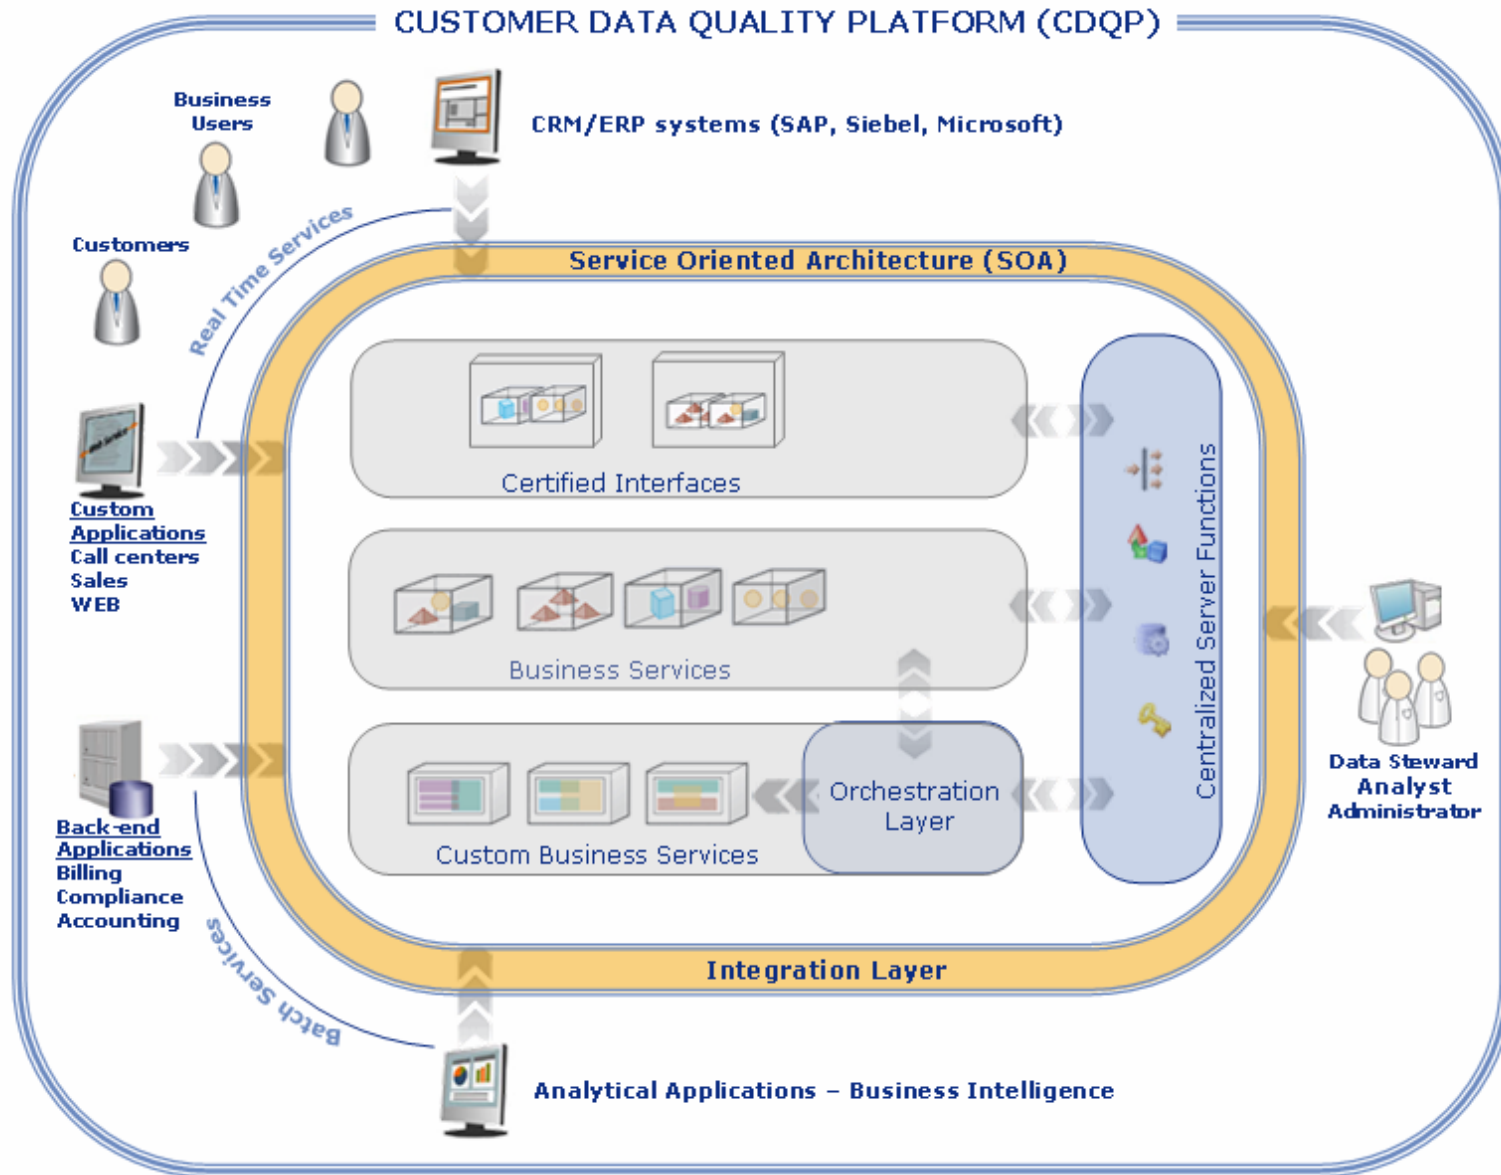 CUSTOMER DATA QUALITY PLATFORM (CDQP)
Business
Users
CRM/ERP systems (SAP, Siebel, Microsoft)
Customers
Real Time Services
Service Oriented Architecture (SOA)
Web Service
Certified Interfaces
Custom
Applications
Call centers
Sales
WEB
Business Services
Centralized Server Functions
Data Steward
Analyst
Administrator
Orchestration
Layer
Custom Business Services
Back-end
Applications
Billing
Compliance
Accounting
Batch Services
Integration Layer
Analytical Applications – Business Intelligence